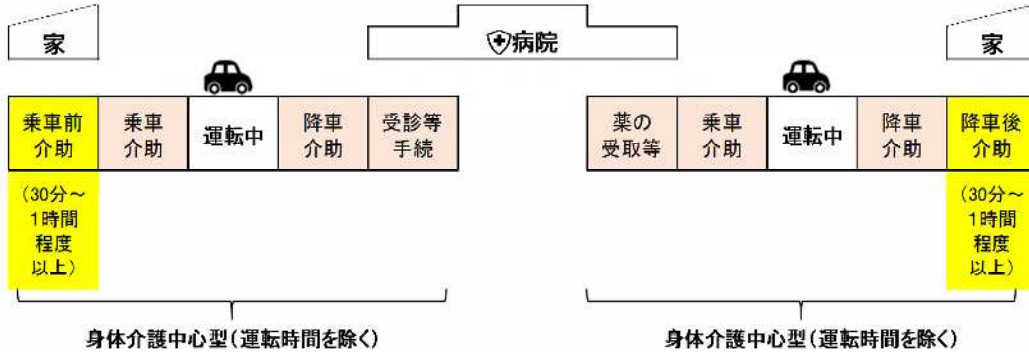 家
病院
家
乗車前
介助
乗車
介助
運転中
降車
介助
受診等
手続
薬の
受取等
乗車
介助
運転中
降車
介助
降車後
介助
（30分～
1時間
程度
以上）
（30分～
1時間
程度
以上）
身体介護中心型（運転時間を除く）
身体介護中心型（運転時間を除く）